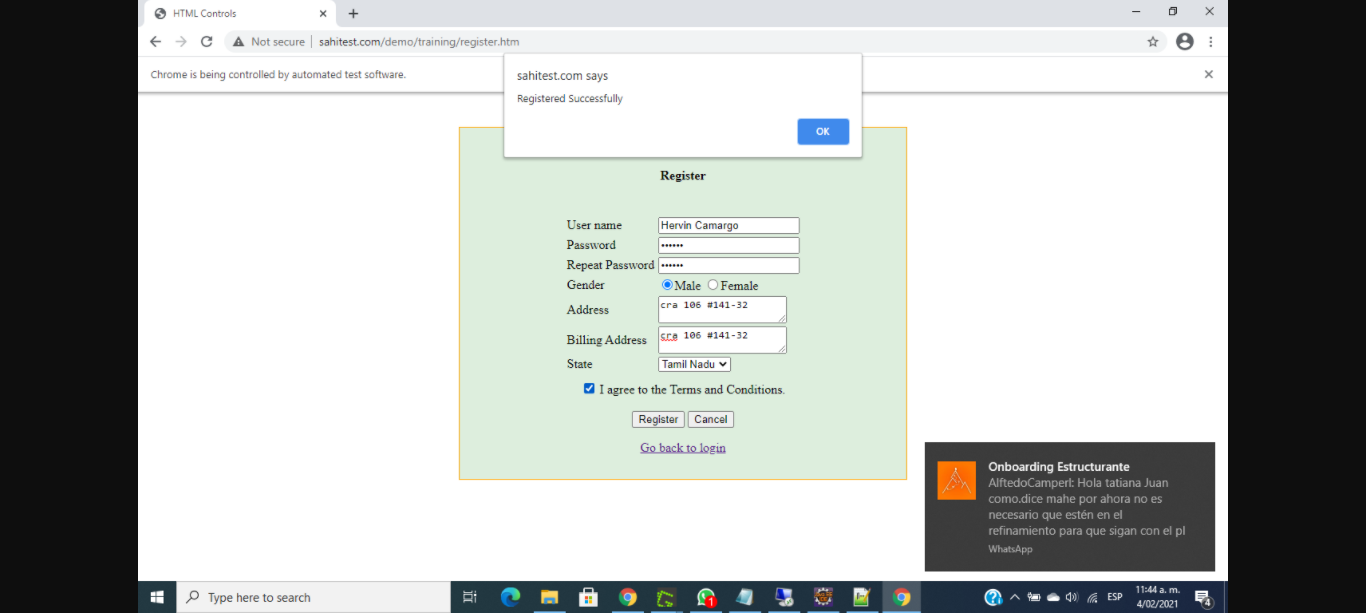 HTML Controls
Not secure | sahitest.com/demo/training/register.htm
Chrome is being controlled by automated test software.
sahitest.com says
Registered Successfully
OK
Register
User name Hervin Camargo
Password ••••••
Repeat Password ••••••
Gender Male Female
Address cra 106 #141-32
Billing Address cra 106 #141-32
State Tamil Nadu
I agree to the Terms and Conditions.
Register Cancel
Go back to login
Onboarding Estructurante
AlftedoCamperl: Hola tatiana Juan
como.dice mahe por ahora no es
necesario que estén en el
refinamiento para que sigan con el pl
WhatsApp
Type here to search
1
ESP
11:44 a. m.
4/02/2021
4